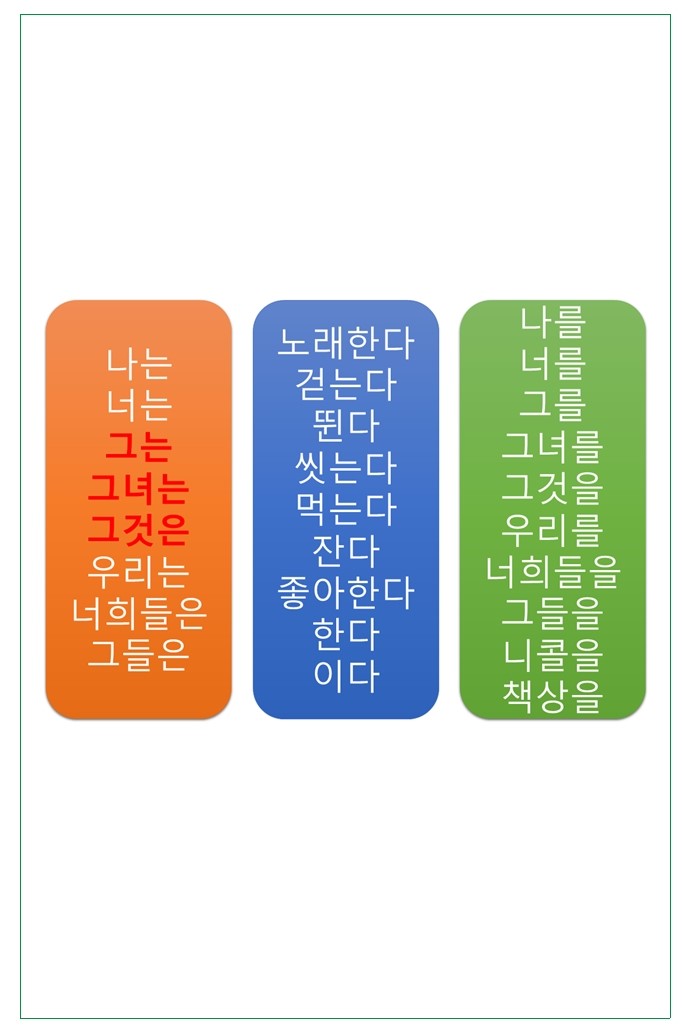 나는
너는
그는
그녀는
그것은
우리는
너희들은
그들은
노래한다
걷는다
뛴다
씻는다
먹는다
잔다
좋아한다
한다
이다
나를
너를
그를
그녀를
그것을
우리를
너희들을
그들을
니콜을
책상을